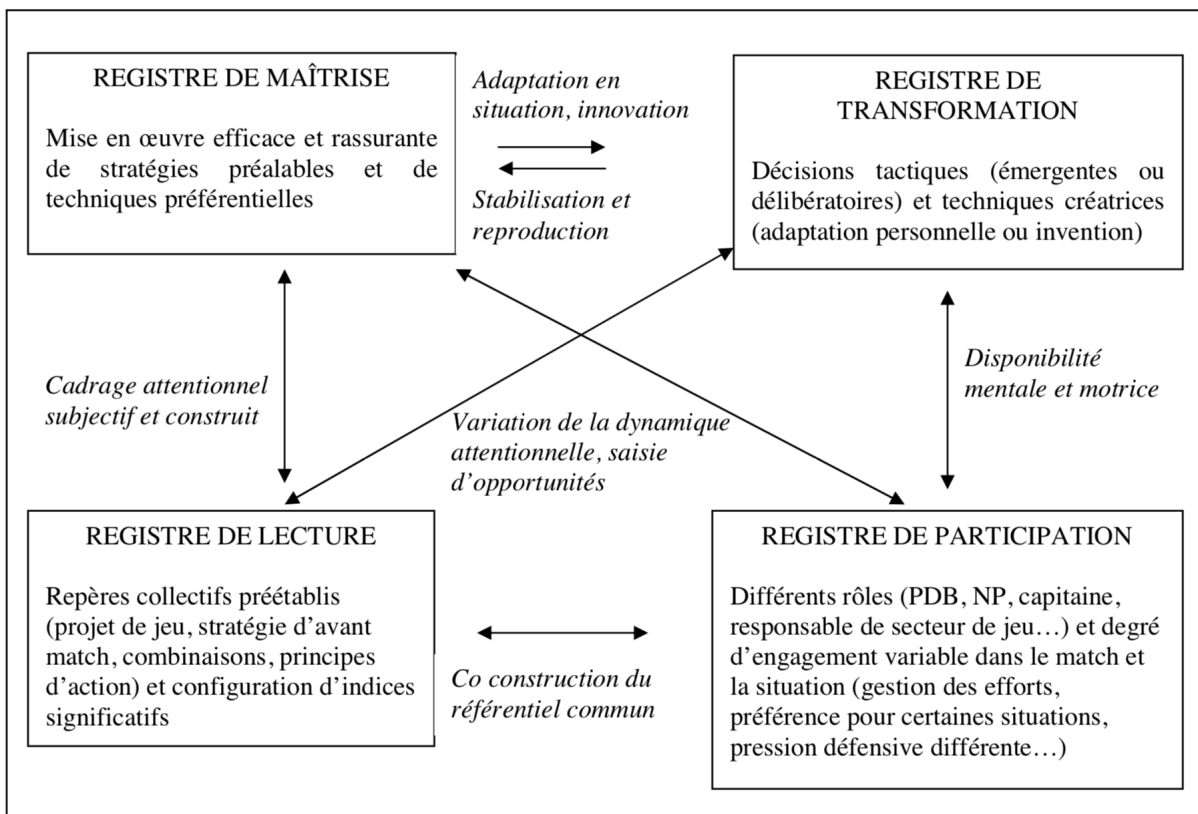 REGISTRE DE MAÎTRISE
Mise en œuvre efficace et rassurante
de stratégies préalables et de
techniques préférentielles
Adaptation en
situation, innovation
Stabilisation et
reproduction
REGISTRE DE
TRANSFORMATION
Décisions tactiques (émergentes ou
délibératoires) et techniques créatrices
(adaptation personnelle ou invention)
Cadrage attentionnel
subjectif et construit
Variation de la dynamique
attentionnelle, saisie
d’opportunités
Disponibilité
mentale et motrice
REGISTRE DE LECTURE
Repères collectifs préétablis
(projet de jeu, stratégie d’avant
match, combinaisons, principes
d’action) et configuration d’indices
significatifs
Co construction du
référentiel commun
REGISTRE DE PARTICIPATION
Différents rôles (PDB, NP, capitaine,
responsable de secteur de jeu…) et degré
d’engagement variable dans le match et
la situation (gestion des efforts,
préférence pour certaines situations,
pression défensive différente…)